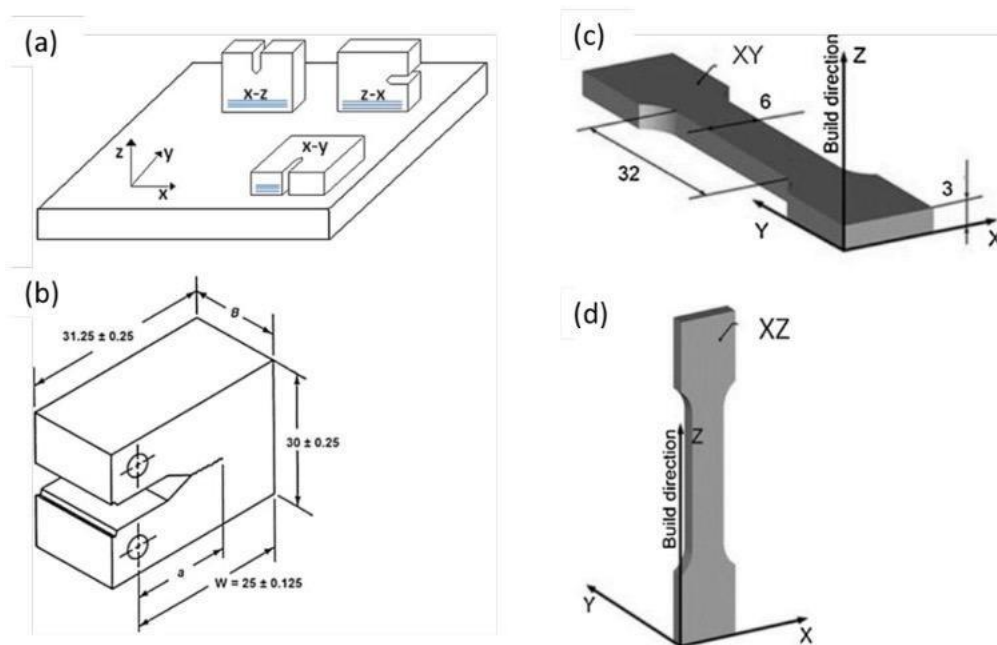 (a)
x-z
z-x
x-y
z
y
x
(b)
31.25 ± 0.25
B
30 ± 0.25
a
W = 25 ± 0.125
(c)
XY
Z
Build direction
6
32
3
Y
X
(d)
XZ
Z
Build direction
Y
X